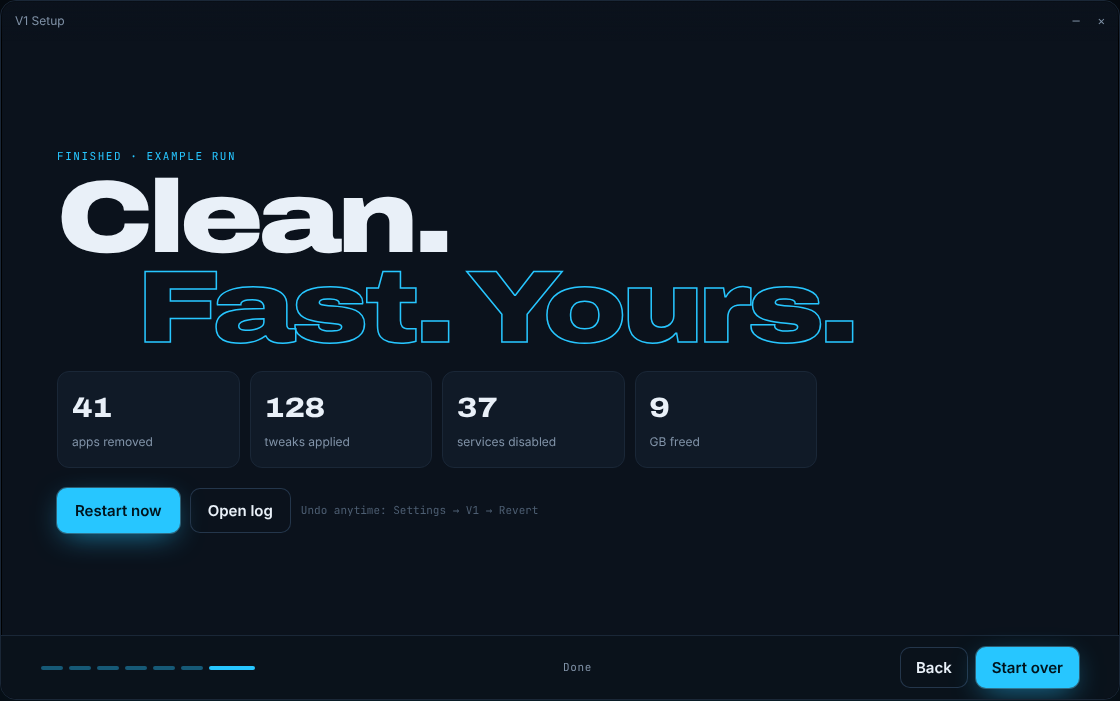 V1 Setup
FINISHED · EXAMPLE RUN
Clean.
Fast. Yours.
41
apps removed
128
tweaks applied
37
services disabled
9
GB freed
Restart now
Open log
Undo anytime: Settings → V1 → Revert
Done
Back
Start over